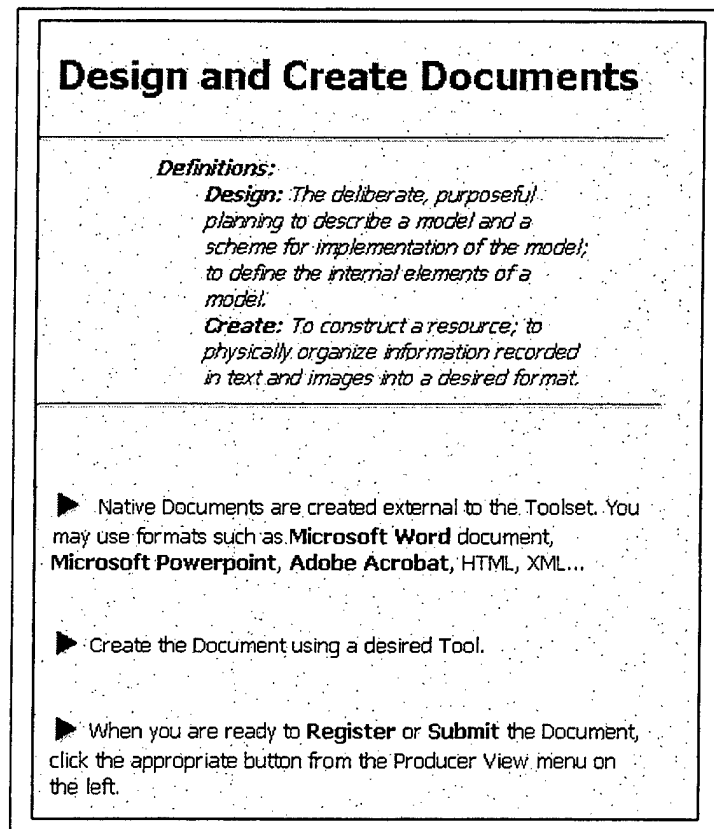 Design and Create Documents
Definitions:
Design: The deliberate, purposeful
planning to describe a model and a
scheme for implementation of the model;
to define the internal elements of a
model.
Create: To construct a resource; to
physically organize information recorded
in text and images into a desired format.
Native Documents are created external to the Toolset. You
may use formats such as Microsoft Word document,
Microsoft Powerpoint, Adobe Acrobat, HTML, XML...
Create the Document using a desired Tool.
When you are ready to Register or Submit the Document,
click the appropriate button from the Producer View menu on
the left.